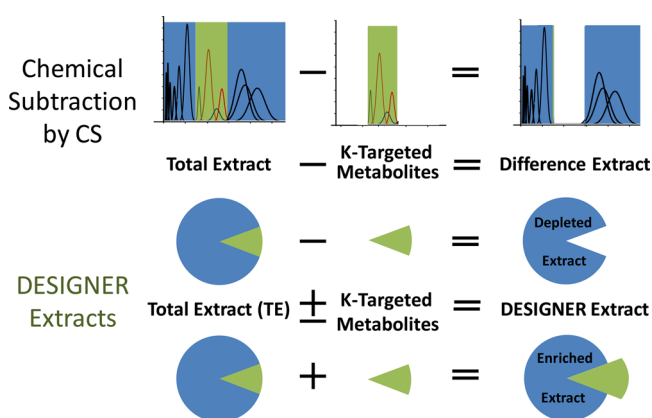 Chemical
Subtraction
by CS
− =
Total Extract − K-Targeted Metabolites = Difference Extract
− =
Depleted
Extract
DESIGNER
Extracts
Total Extract (TE) ± K-Targeted Metabolites = DESIGNER Extract
+ =
Enriched
Extract